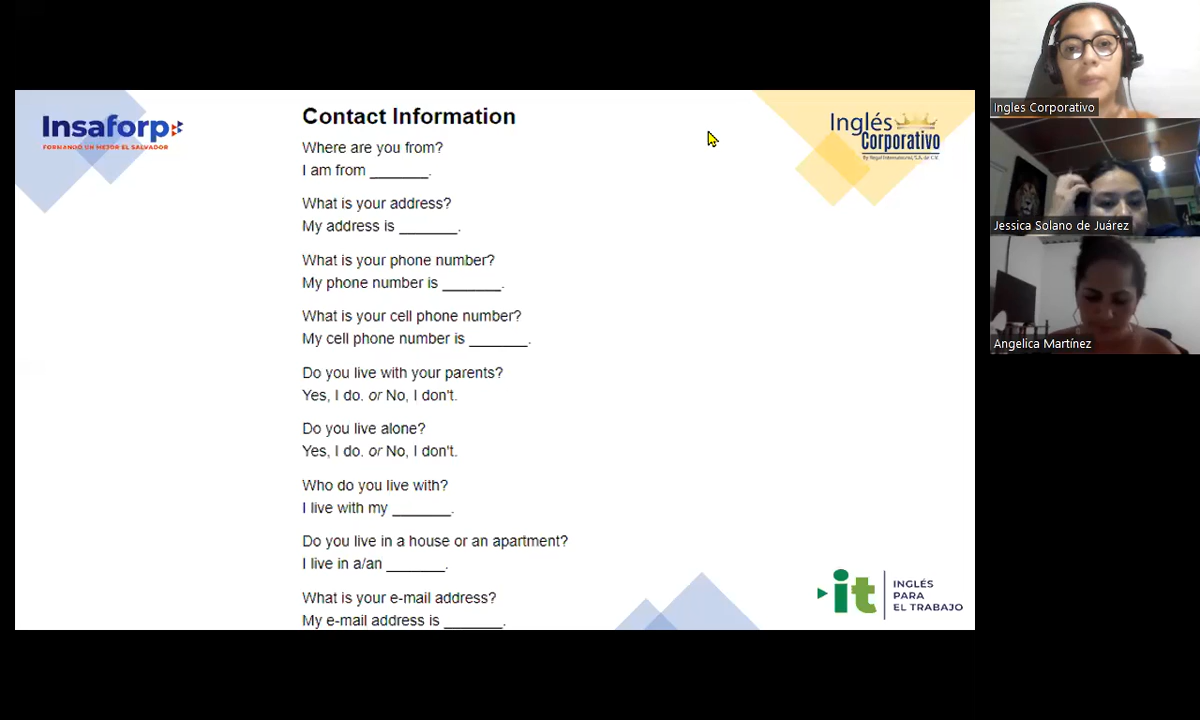 Insaforp
FORMANDO UN MEJOR EL SALVADOR
Contact Information
Where are you from?
I am from _______.
What is your address?
My address is _______.
What is your phone number?
My phone number is _______.
What is your cell phone number?
My cell phone number is _______.
Do you live with your parents?
Yes, I do. or No, I don't.
Do you live alone?
Yes, I do. or No, I don't.
Who do you live with?
I live with my _______.
Do you live in a house or an apartment?
I live in a/an _______.
What is your e-mail address?
My e-mail address is _______.
Inglés
Corporativo
By Regal International, S.A. de C.V.
it
INGLÉS
PARA
EL TRABAJO
Ingles Corporativo
Jessica Solano de Juárez
Angelica Martínez